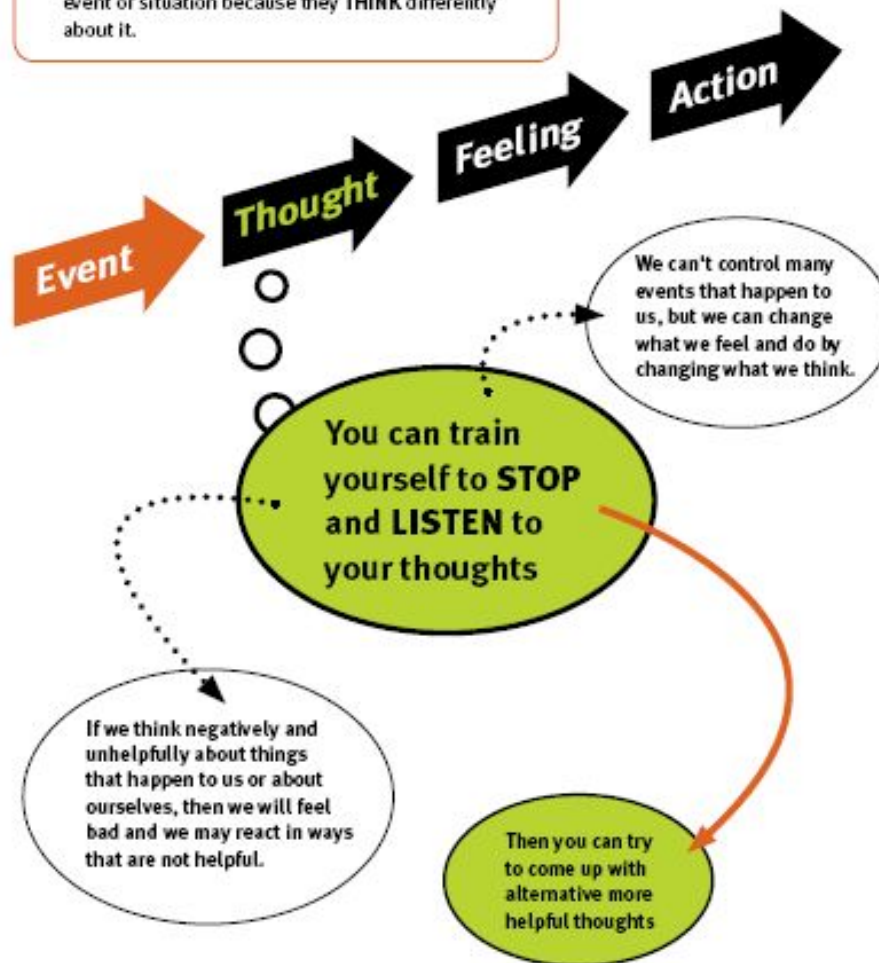 event or situation because they THINK differently
about it.
Event
Thought
Feeling
Action
We can't control many
events that happen to
us, but we can change
what we feel and do by
changing what we think.
You can train
yourself to STOP
and LISTEN to
your thoughts
If we think negatively and
unhelpfully about things
that happen to us or about
ourselves, then we will feel
bad and we may react in ways
that are not helpful.
Then you can try
to come up with
alternative more
helpful thoughts